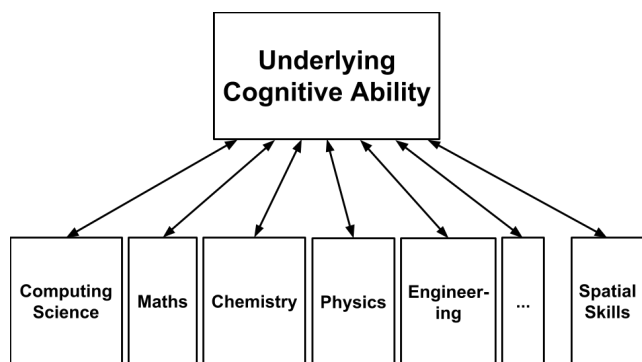 Underlying
Cognitive Ability
Computing
Science
Maths
Chemistry
Physics
Engineer-
ing
...
Spatial
Skills